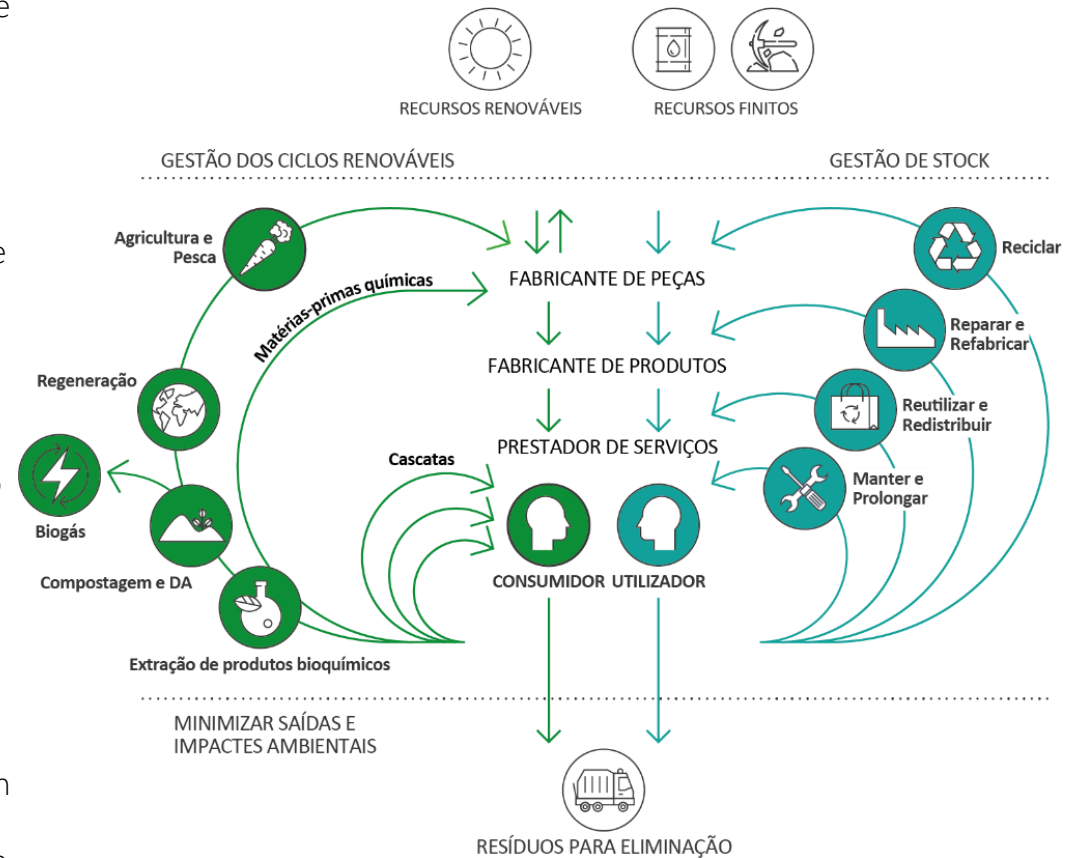 e
RECURSOS RENOVÁVEIS
RECURSOS FINITOS
GESTÃO DOS CICLOS RENOVÁVEIS
GESTÃO DE STOCK
e
Agricultura e
Pesca
Reciclar
Matérias-primas químicas
FABRICANTE DE PEÇAS
Reparar e
Refabricar
FABRICANTE DE PRODUTOS
Regeneração
Reutilizar e
Redistribuir
PRESTADOR DE SERVIÇOS
Cascatas
Manter e
Prolongar
Biogás
Compostagem e DA
CONSUMIDOR
UTILIZADOR
Extração de produtos bioquímicos
MINIMIZAR SAÍDAS E
IMPACTES AMBIENTAIS
RESÍDUOS PARA ELIMINAÇÃO